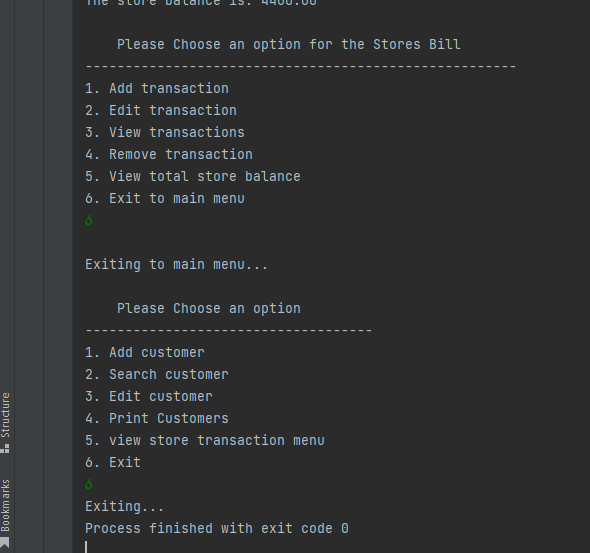 The store balance is: 4400.00
    Please Choose an option for the Stores Bill
------------------------------------------------------
1. Add transaction
2. Edit transaction
3. View transactions
4. Remove transaction
5. View total store balance
6. Exit to main menu
6
Exiting to main menu...
    Please Choose an option
------------------------------------
1. Add customer
2. Search customer
3. Edit customer
4. Print Customers
5. view store transaction menu
6. Exit
6
Exiting...
Process finished with exit code 0
Structure
Bookmarks